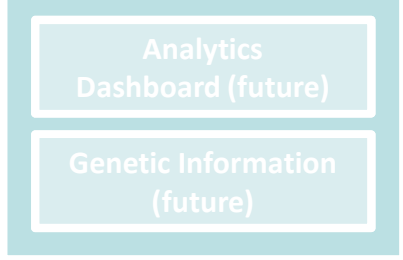 Analytics
Dashboard (future)
Genetic Information
(future)